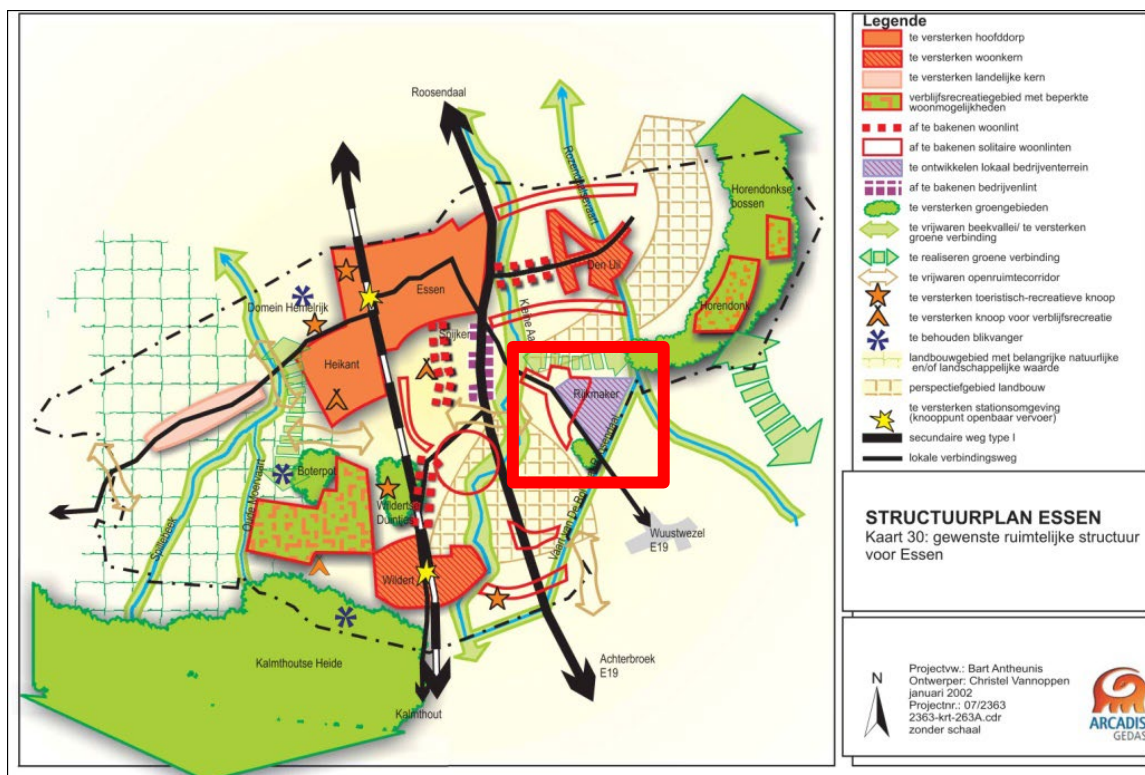 Legende
te versterken hoofddorp
te versterken woonkern
te versterken landelijke kern
verblijfsrecreatiegebied met beperkte
woonmogelijkheden
af te bakenen woonlint
af te bakenen solitaire woonlinten
te ontwikkelen lokaal bedrijventerrein
af te bakenen bedrijvenlint
te versterken groengebieden
te vrijwaren beekvallei/ te versterken
groene verbinding
te realiseren groene verbinding
te vrijwaren openruimtecorridor
te versterken toeristisch-recreatieve knoop
te versterken knoop voor verblijfsrecreatie
te behouden blikvanger
landbouwgebied met belangrijke natuurlijke
en/of landschappelijke waarde
perspectiefgebied landbouw
te versterken stationsomgeving
(knooppunt openbaar vervoer)
secundaire weg type I
lokale verbindingsweg
STRUCTUURPLAN ESSEN
Kaart 30: gewenste ruimtelijke structuur
voor Essen
N
Projectvw.: Bart Antheunis
Ontwerper: Christel Vannoppen
januari 2002
Projectnr.: 07/2363
2363-krt-263A.cdr
zonder schaal
ARCADIS
GEDAS
Roosendaal
Rozendaalsevaart
Horendonkse
bossen
Essen
Den Uil
Domein Hemelrijk
Horendonk
Kleine Aa
Spijker
Heikant
Rijkmaker
Boterpot
Oude Moervaart
Wildertse
Duintjes
Spillebeek
Wuustwezel
E19
Wildert
Kalmthoutse Heide
Achterbroek
E19
Kalmthout